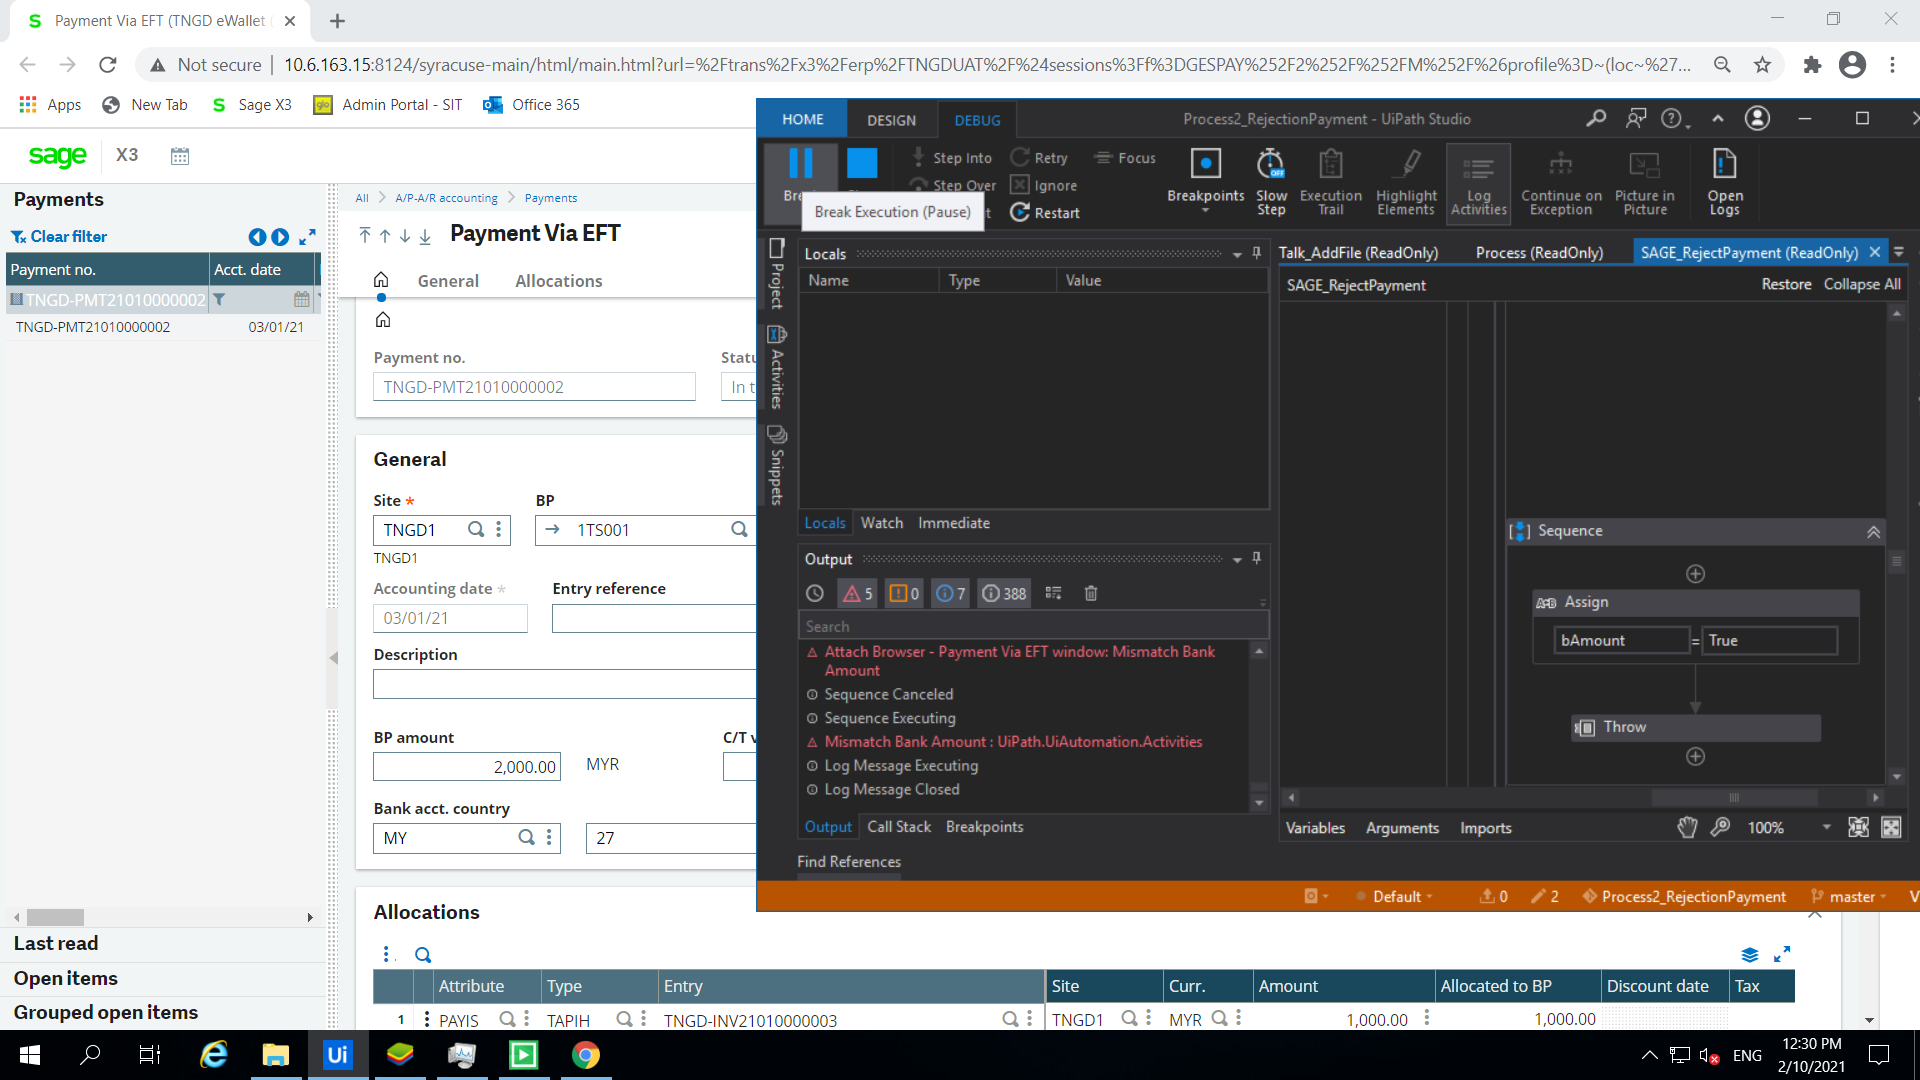 Payment Via EFT (TNGD eWallet
Not secure
10.6.163.15:8124/syracuse-main/html/main.html?url=%2Ftrans%2Fx3%2Ferp%2FTNGDUAT%2F%24sessions%3Ff%3DGESPAY%252F2%252F%252FM%252F%26profile%3D~(loc~%27...
Apps
New Tab
Sage X3
Admin Portal - SIT
Office 365
sage
X3
Payments
Clear filter
Payment no.
Acct. date
TNGD-PMT21010000002
TNGD-PMT21010000002
03/01/21
Last read
Open items
Grouped open items
All
A/P-A/R accounting
Payments
Payment Via EFT
General
Allocations
Payment no.
Statu
TNGD-PMT21010000002
In t
General
Site *
BP
TNGD1
1TS001
TNGD1
Accounting date *
Entry reference
03/01/21
Description
BP amount
C/T v
2,000.00
MYR
Bank acct. country
MY
27
Allocations
Attribute
Type
Entry
Site
Curr.
Amount
Allocated to BP
Discount date
Tax
1
PAYIS
TAPIH
TNGD-INV21010000003
TNGD1
MYR
1,000.00
1,000.00
HOME
DESIGN
DEBUG
Process2_RejectionPayment - UiPath Studio
Step Into
Step Over
Retry
Ignore
Restart
Focus
Break Execution (Pause)
Breakpoints
Slow Step
Execution Trail
Highlight Elements
Log Activities
Continue on Exception
Picture in Picture
Open Logs
Project
Activities
Snippets
Locals
Name
Type
Value
Locals
Watch
Immediate
Output
5
0
7
388
Search
Attach Browser - Payment Via EFT window: Mismatch Bank
Amount
Sequence Canceled
Sequence Executing
Mismatch Bank Amount : UiPath.UiAutomation.Activities
Log Message Executing
Log Message Closed
Output
Call Stack
Breakpoints
Find References
Talk_AddFile (ReadOnly)
Process (ReadOnly)
SAGE_RejectPayment (ReadOnly)
SAGE_RejectPayment
Restore
Collapse All
Sequence
A*B Assign
bAmount = True
Throw
Variables
Arguments
Imports
100%
Default
0
2
Process2_RejectionPayment
master
V
Ui
ENG
12:30 PM
2/10/2021